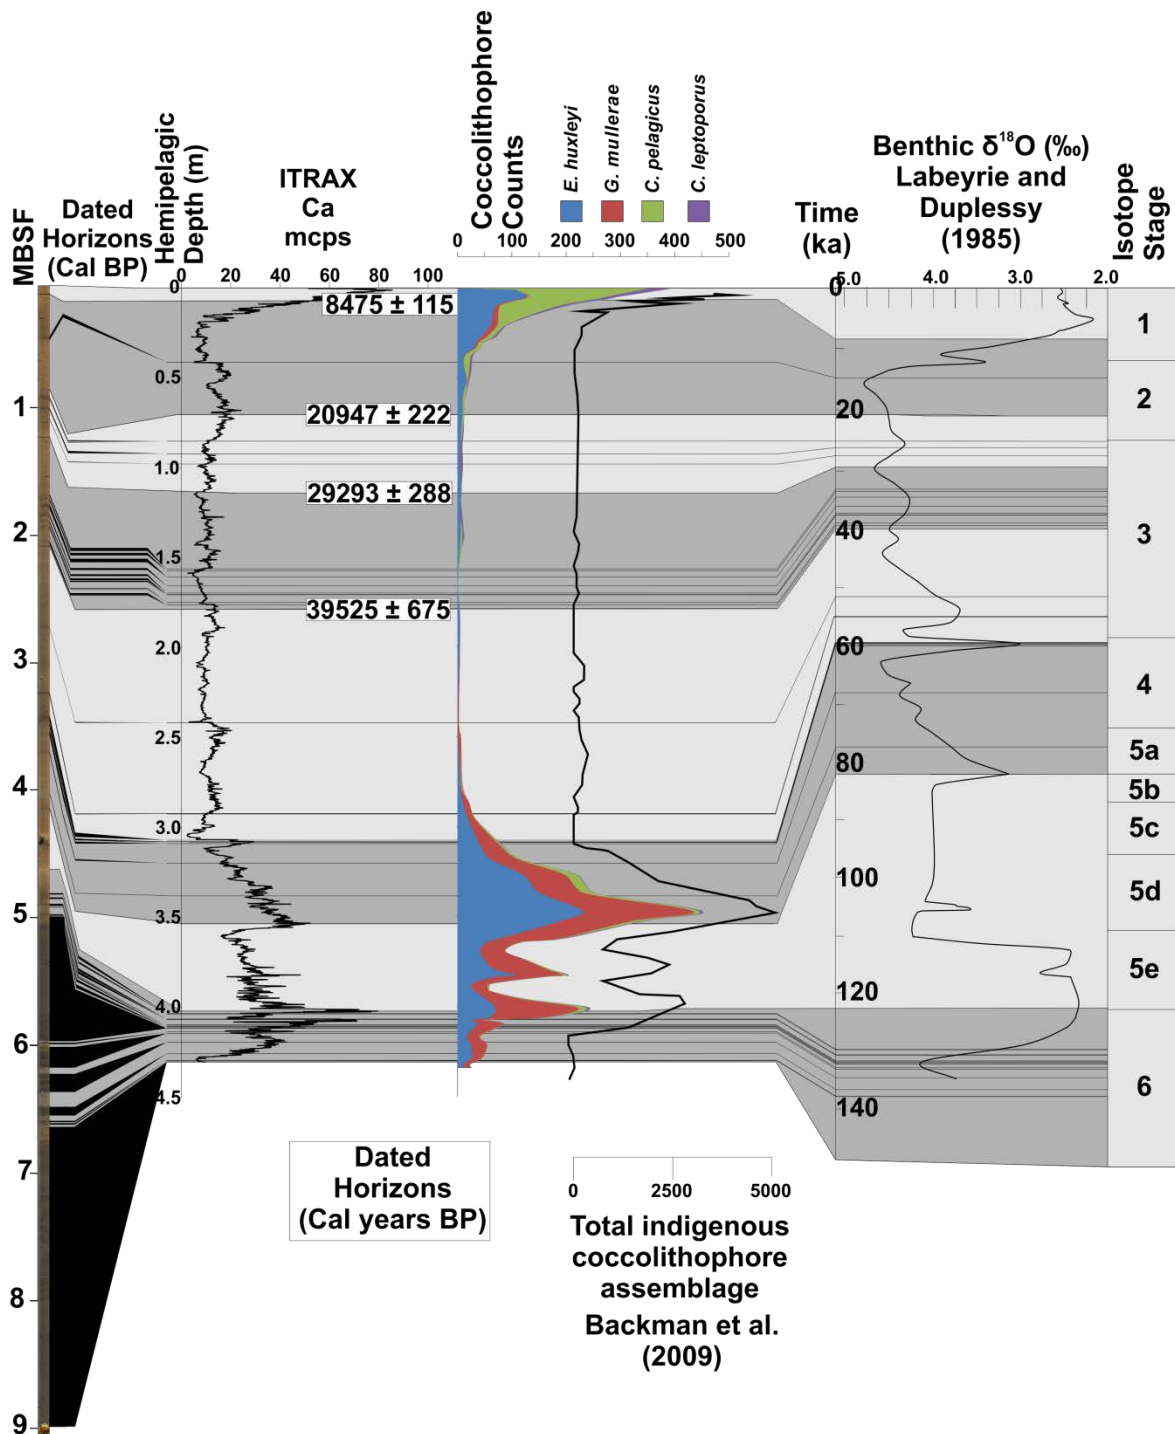 MBSF
Dated
Horizons
(Cal BP)
Hemipelagic
Depth (m)
ITRAX
Ca
mcps
Coccolithophore
Counts
E. huxleyi
G. mullerae
C. pelagicus
C. leptoporus
Time
(ka)
Benthic δ¹⁸O (‰)
Labeyrie and
Duplessy
(1985)
Isotope
Stage
0 20 40 60 80 100
0 100 200 300 400 500
5.0 4.0 3.0 2.0
1
2
3
4
5
6
7
8
9
0
0.5
1.0
1.5
2.0
2.5
3.0
3.5
4.0
4.5
8475 ± 115
20947 ± 222
29293 ± 288
39525 ± 675
0
20
40
60
80
100
120
140
1
2
3
4
5a
5b
5c
5d
5e
6
Dated
Horizons
(Cal years BP)
0 2500 5000
Total indigenous
coccolithophore
assemblage
Backman et al.
(2009)